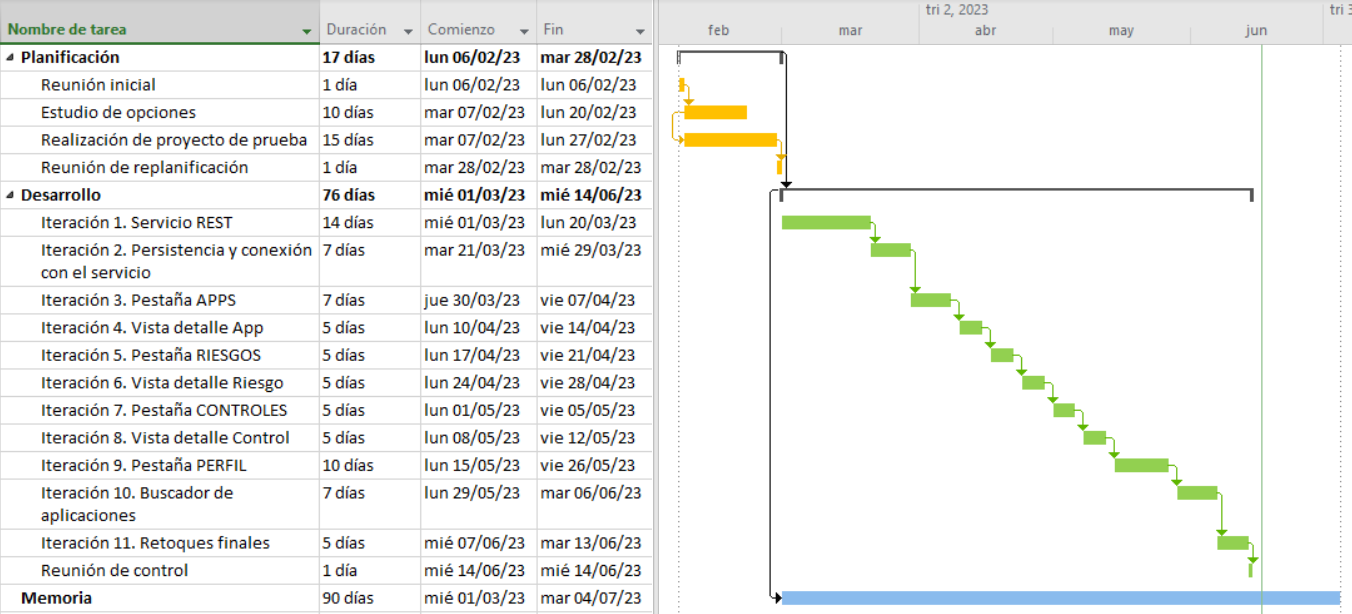 tri 2, 2023 tri 3
Nombre de tarea Duración Comienzo Fin feb mar abr may jun
Planificación 17 días lun 06/02/23 mar 28/02/23
Reunión inicial 1 día lun 06/02/23 lun 06/02/23
Estudio de opciones 10 días mar 07/02/23 lun 20/02/23
Realización de proyecto de prueba 15 días mar 07/02/23 lun 27/02/23
Reunión de replanificación 1 día mar 28/02/23 mar 28/02/23
Desarrollo 76 días mié 01/03/23 mié 14/06/23
Iteración 1. Servicio REST 14 días mié 01/03/23 lun 20/03/23
Iteración 2. Persistencia y conexión 7 días mar 21/03/23 mié 29/03/23
con el servicio
Iteración 3. Pestaña APPS 7 días jue 30/03/23 vie 07/04/23
Iteración 4. Vista detalle App 5 días lun 10/04/23 vie 14/04/23
Iteración 5. Pestaña RIESGOS 5 días lun 17/04/23 vie 21/04/23
Iteración 6. Vista detalle Riesgo 5 días lun 24/04/23 vie 28/04/23
Iteración 7. Pestaña CONTROLES 5 días lun 01/05/23 vie 05/05/23
Iteración 8. Vista detalle Control 5 días lun 08/05/23 vie 12/05/23
Iteración 9. Pestaña PERFIL 10 días lun 15/05/23 vie 26/05/23
Iteración 10. Buscador de 7 días lun 29/05/23 mar 06/06/23
aplicaciones
Iteración 11. Retoques finales 5 días mié 07/06/23 mar 13/06/23
Reunión de control 1 día mié 14/06/23 mié 14/06/23
Memoria 90 días mié 01/03/23 mar 04/07/23